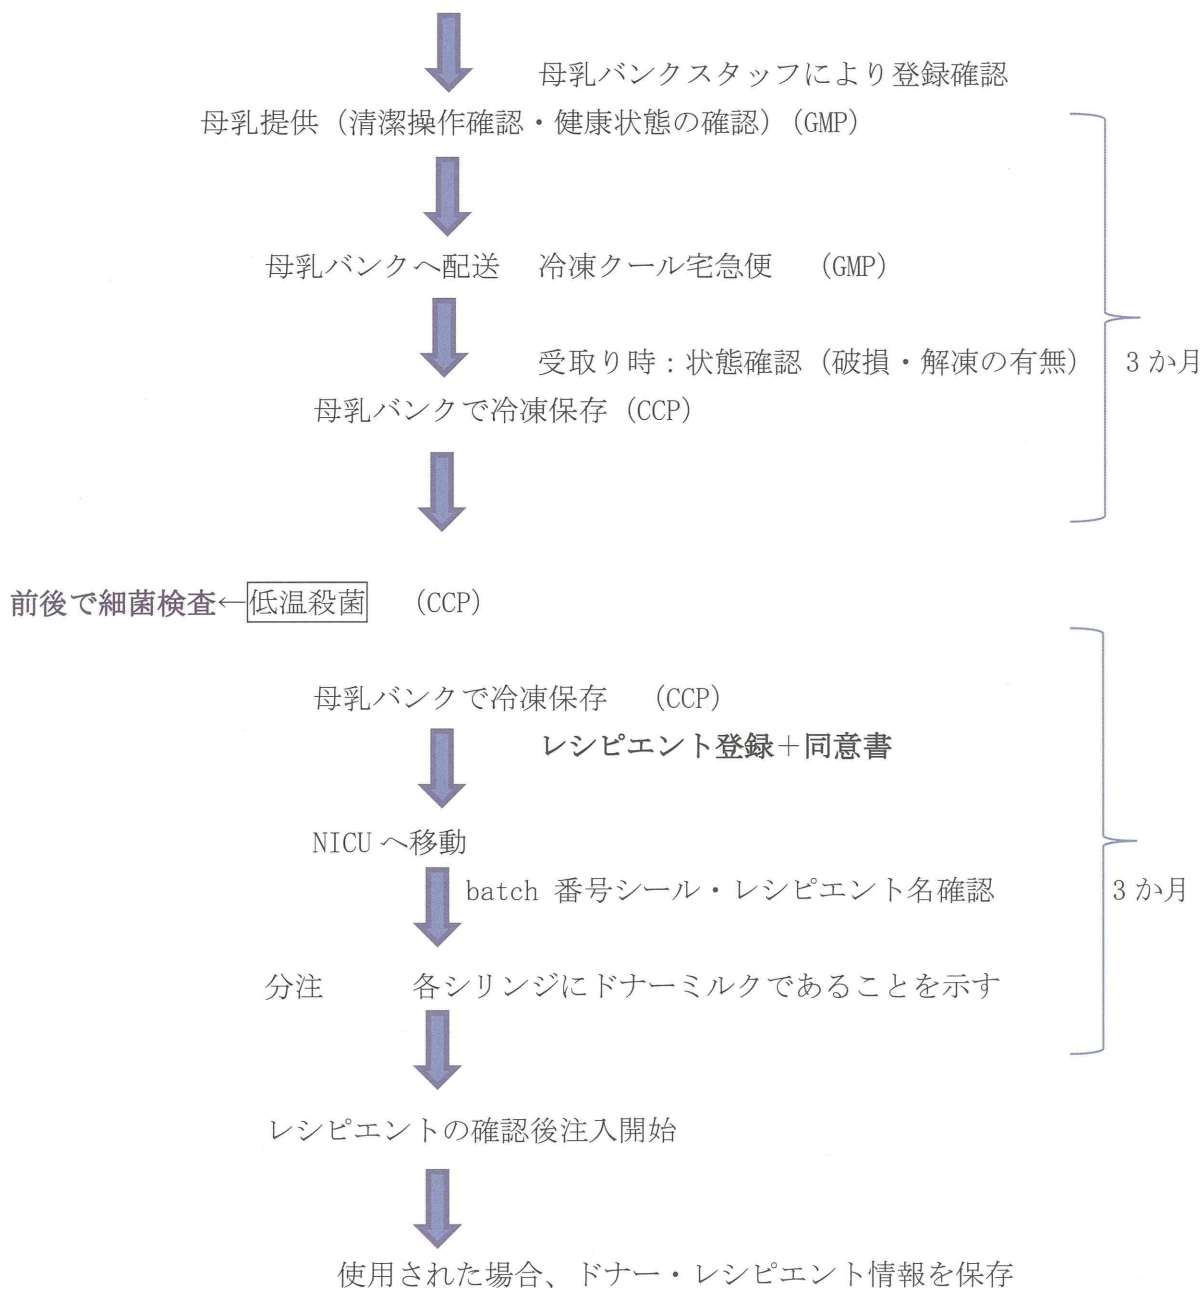 母乳バンクスタッフにより登録確認
母乳提供（清潔操作確認・健康状態の確認）（GMP）
母乳バンクへ配送　冷凍クール宅急便　（GMP）
受取り時：状態確認（破損・解凍の有無）
3か月
母乳バンクで冷凍保存（CCP）
前後で細菌検査←低温殺菌　（CCP）
母乳バンクで冷凍保存　（CCP）
レシピエント登録＋同意書
NICUへ移動
batch 番号シール・レシピエント名確認
3か月
分注　各シリンジにドナーミルクであることを示す
レシピエントの確認後注入開始
使用された場合、ドナー・レシピエント情報を保存